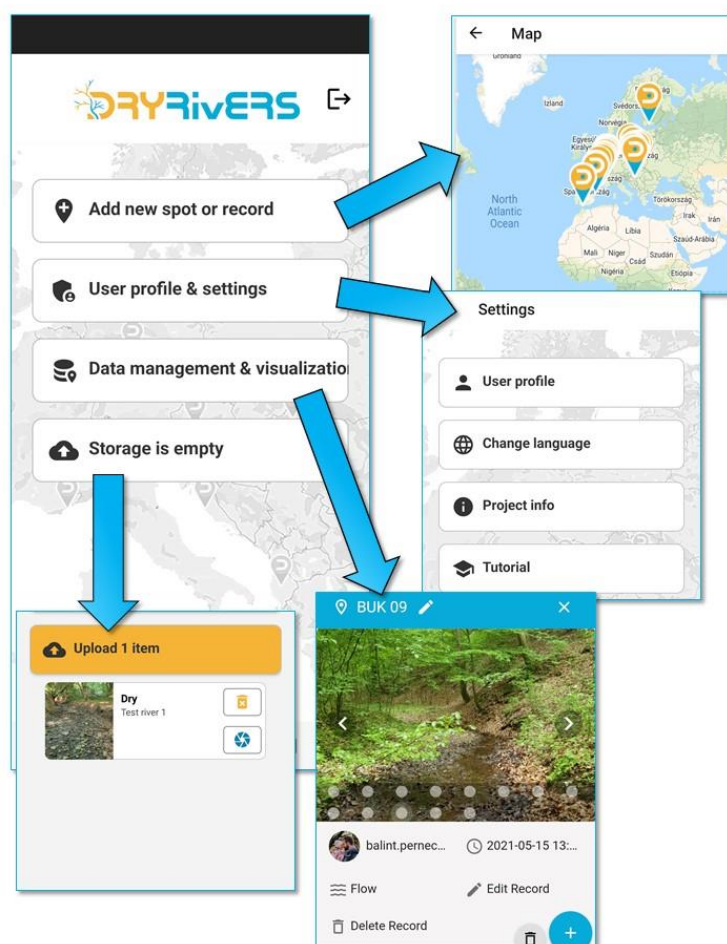 DRYRivERS
Add new spot or record
User profile & settings
Data management & visualizatio
Storage is empty
Map
Grönland
Izland
Svédors
Norvégia
North
Atlantic
Ocean
Törökország
Irak
Irán
Algéria
Líbia
Szaúd-Arábia
Mali
Niger
Csád
Szudán
Nigéria
Etiópia
Settings
User profile
Change language
Project info
Tutorial
Upload 1 item
Dry
Test river 1
BUK 09
balint.pernec...
2021-05-15 13:...
Flow
Edit Record
Delete Record